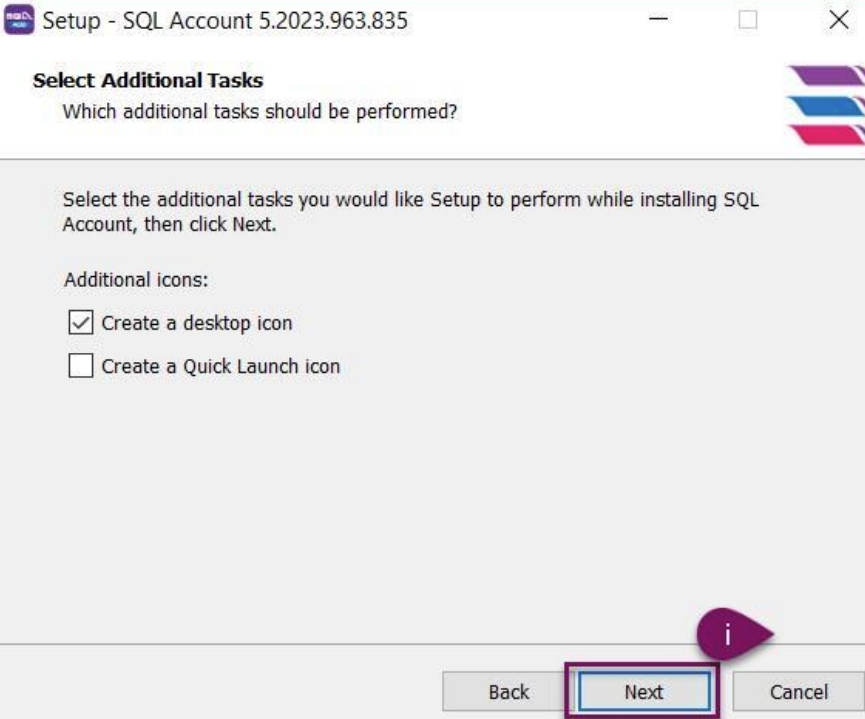 Setup - SQL Account 5.2023.963.835
Select Additional Tasks
Which additional tasks should be performed?
Select the additional tasks you would like Setup to perform while installing SQL
Account, then click Next.
Additional icons:
Create a desktop icon
Create a Quick Launch icon
i
Back Next Cancel